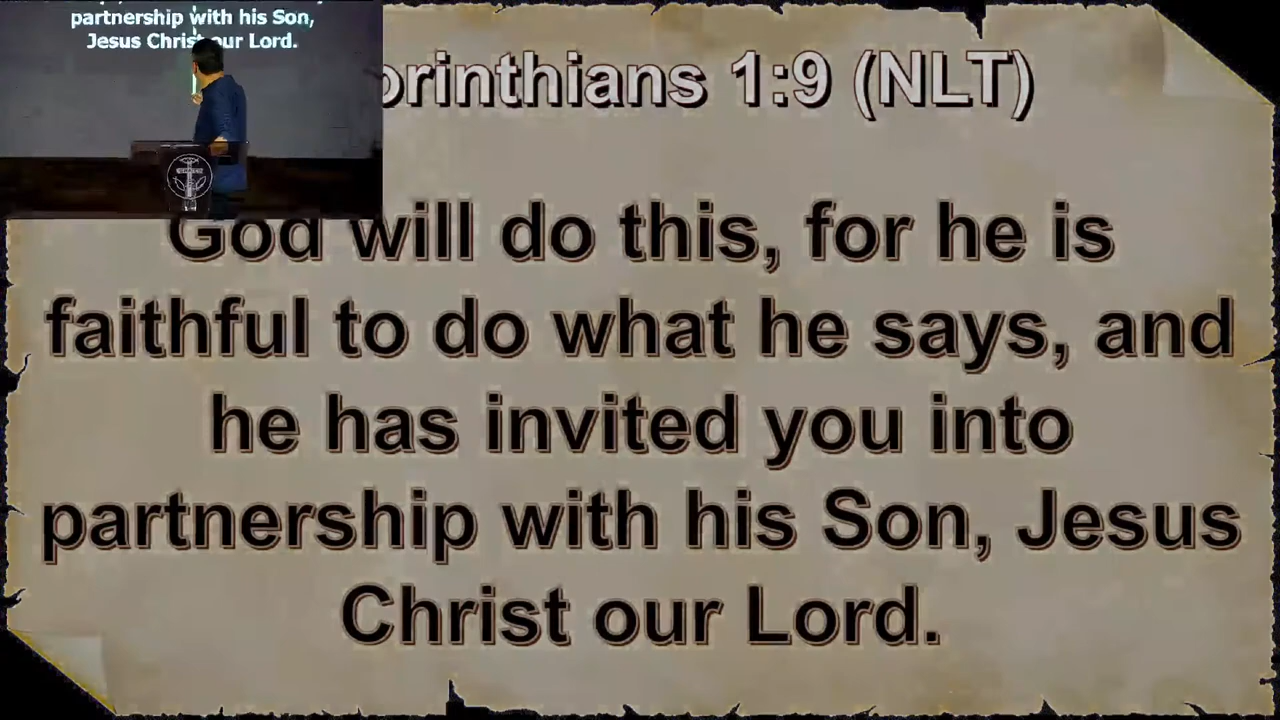 partnership with his Son,
Jesus Christ our Lord.
orinthians 1:9 (NLT)
God will do this, for he is
faithful to do what he says, and
he has invited you into
partnership with his Son, Jesus
Christ our Lord.